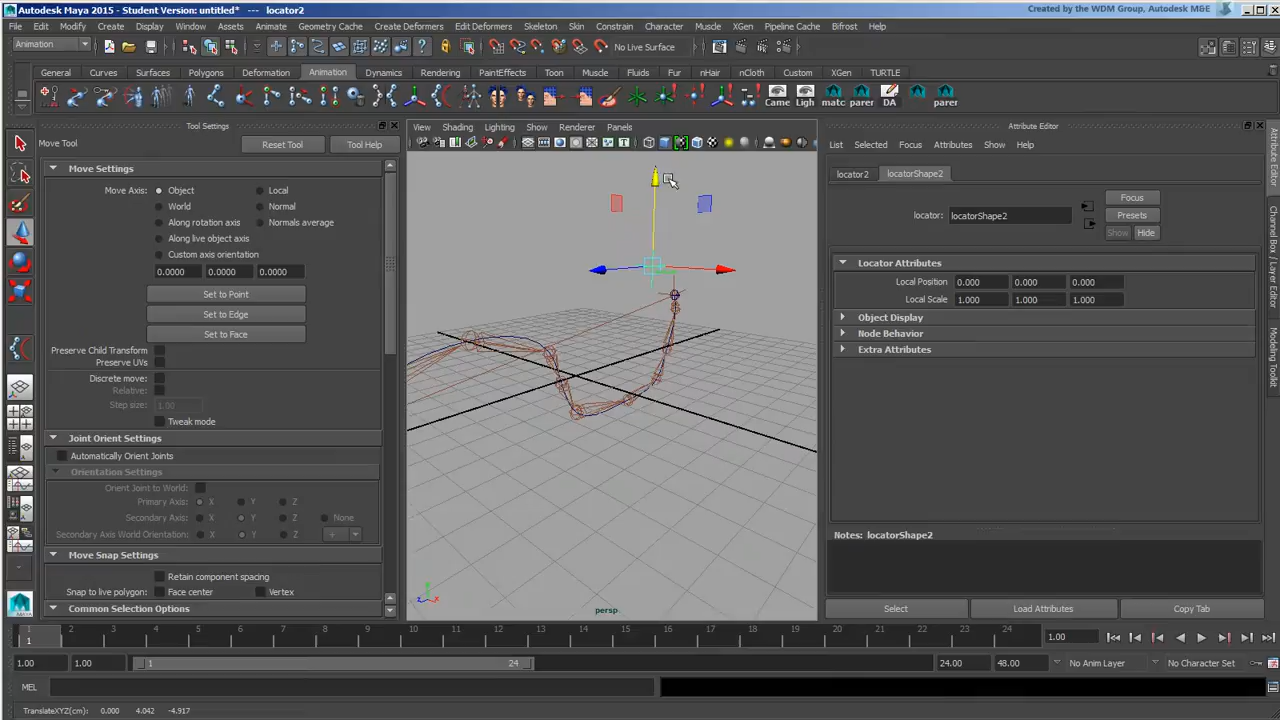 Autodesk Maya 2015 - Student Version: untitled* --- locator2
Created by the WDM Group, Autodesk M&E
File Edit Modify Create Display Window Assets Animate Geometry Cache Create Deformers Edit Deformers Skeleton Skin Constraint Character Muscle XGen Pipeline Cache Bifrost Help
Animation
No Live Surface
General Curves Surfaces Polygons Deformation Animation Dynamics Rendering PaintEffects Toon Muscle Fluids Fur nHair nCloth Custom XGen TURTLE
Came Ligh matc parer DA parer
Tool Settings
Move Tool
Reset Tool
Tool Help
Move Settings
Move Axis: Object Local
World Normal
Along rotation axis Normals average
Along live object axis
Custom axis orientation
0.0000 0.0000 0.0000
Set to Point
Set to Edge
Set to Face
Preserve Child Transform
Preserve UVs
Discrete move:
Relative:
Step size: 1.00
Tweak mode
Joint Orient Settings
Automatically Orient Joints
Orientation Settings
Orient Joint to World:
Primary Axis: X Y Z
Secondary Axis: X Y Z None
Secondary Axis World Orientation: X Y Z +
Move Snap Settings
Retain component spacing
Snap to live polygon: Face center Vertex
Common Selection Options
View Shading Lighting Show Renderer Panels
persp
Attribute Editor
List Selected Focus Attributes Show Help
locator2 locatorShape2
locator: locatorShape2
Focus
Presets
Show Hide
Locator Attributes
Local Position 0.000 0.000 0.000
Local Scale 1.000 1.000 1.000
Object Display
Node Behavior
Extra Attributes
Notes: locatorShape2
Select
Load Attributes
Copy Tab
Attribute Editor
Channel Box / Layer Editor
Modeling Toolkit
1 2 3 4 5 6 7 8 9 10 11 12 13 14 15 16 17 18 19 20 21 22 23 24
1
1.00
1.00 1.00 1 24 24.00 48.00 No Anim Layer No Character Set
MEL
TranslateXYZ(cm): 0.000 4.042 -4.917